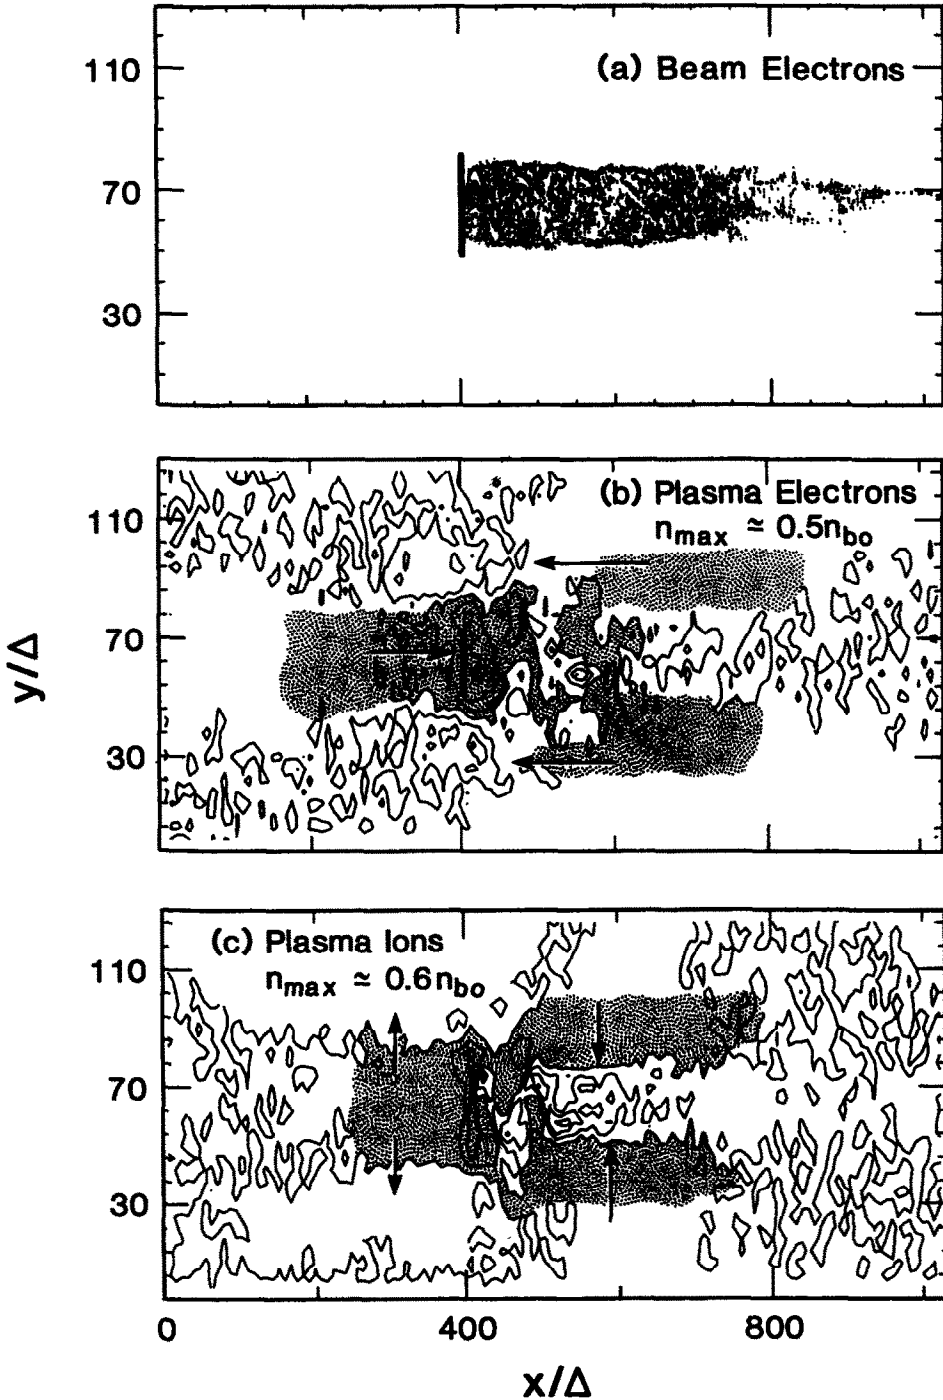 (a) Beam Electrons
110
70
30
(b) Plasma Electrons
n_max ≃ 0.5n_bo
110
70
30
y/Δ
(c) Plasma Ions
n_max ≃ 0.6n_bo
110
70
30
0
400
800
x/Δ